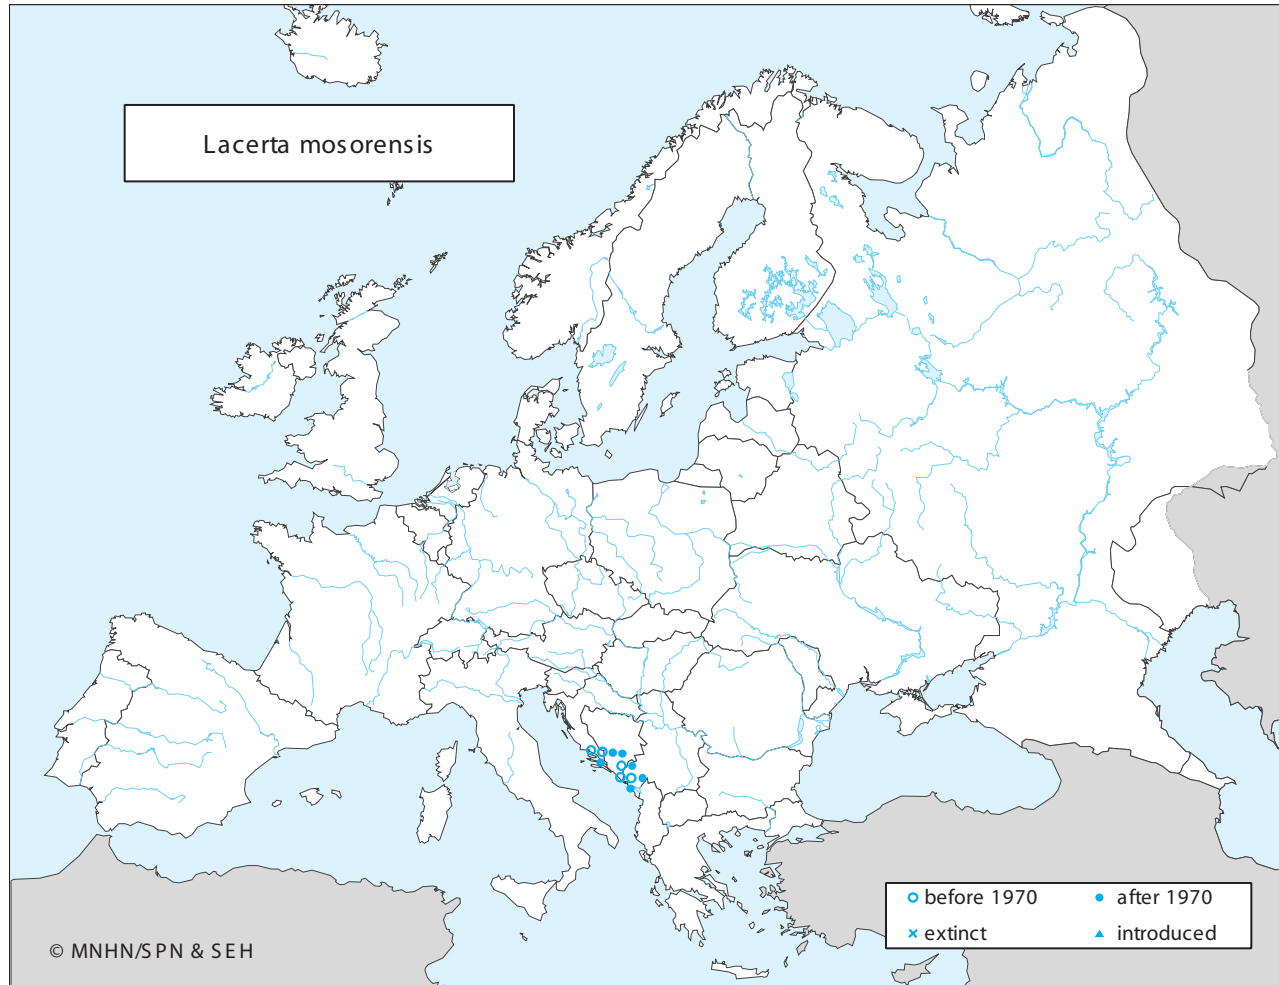 Lacerta mosorensis
before 1970
after 1970
extinct
introduced
© MNHN/SPN & SEH